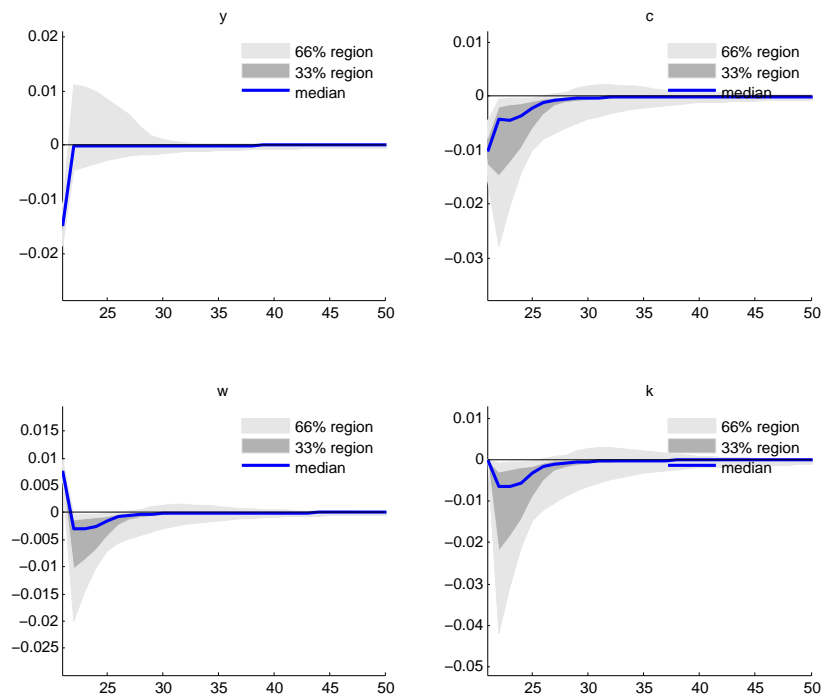 y
0.02
0.01
0
−0.01
−0.02
66% region
33% region
median
25 30 35 40 45 50
c
0.01
0
−0.01
−0.02
−0.03
66% region
33% region
median
25 30 35 40 45 50
w
0.015
0.01
0.005
0
−0.005
−0.01
−0.015
−0.02
−0.025
66% region
33% region
median
25 30 35 40 45 50
k
0.01
0
−0.01
−0.02
−0.03
−0.04
−0.05
66% region
33% region
median
25 30 35 40 45 50